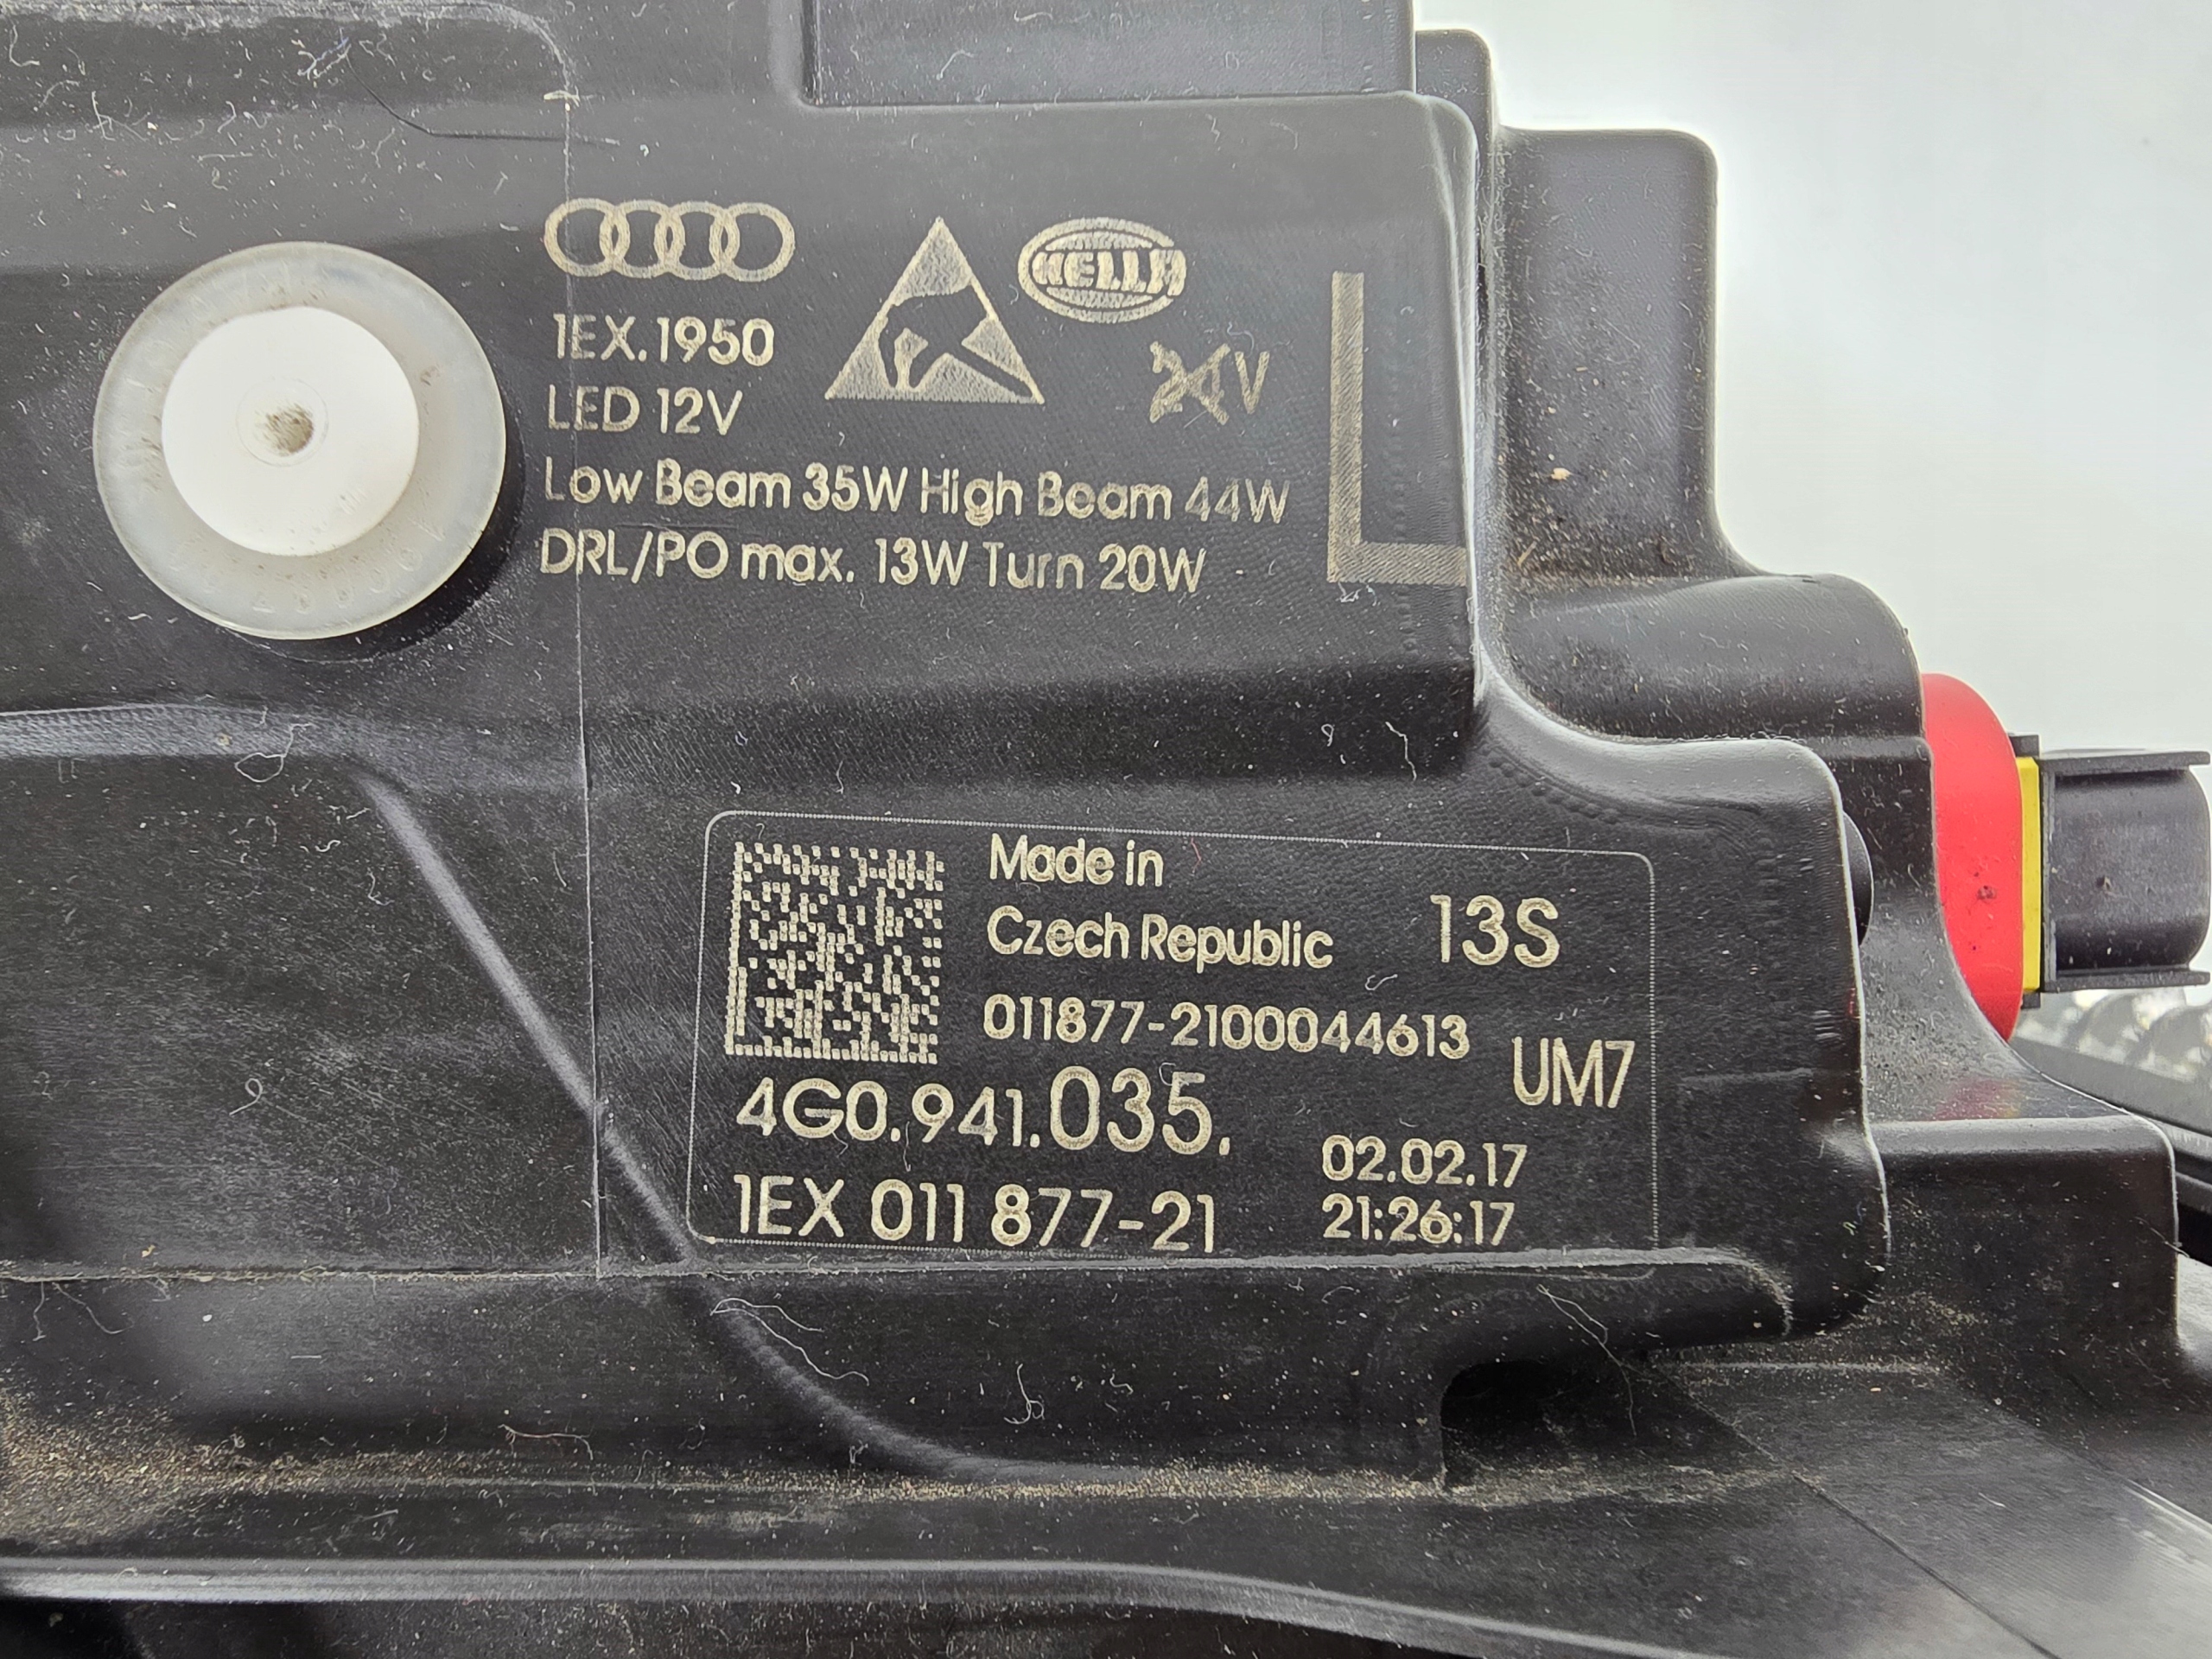 HELLA
1EX.1950
LED 12V
24V
L
Low Beam 35W High Beam 44W
DRL/PO max. 13W Turn 20W
Made in
Czech Republic
13S
011877-2100044613
UM7
4G0.941.035.
02.02.17
1EX 011 877-21
21:26:17